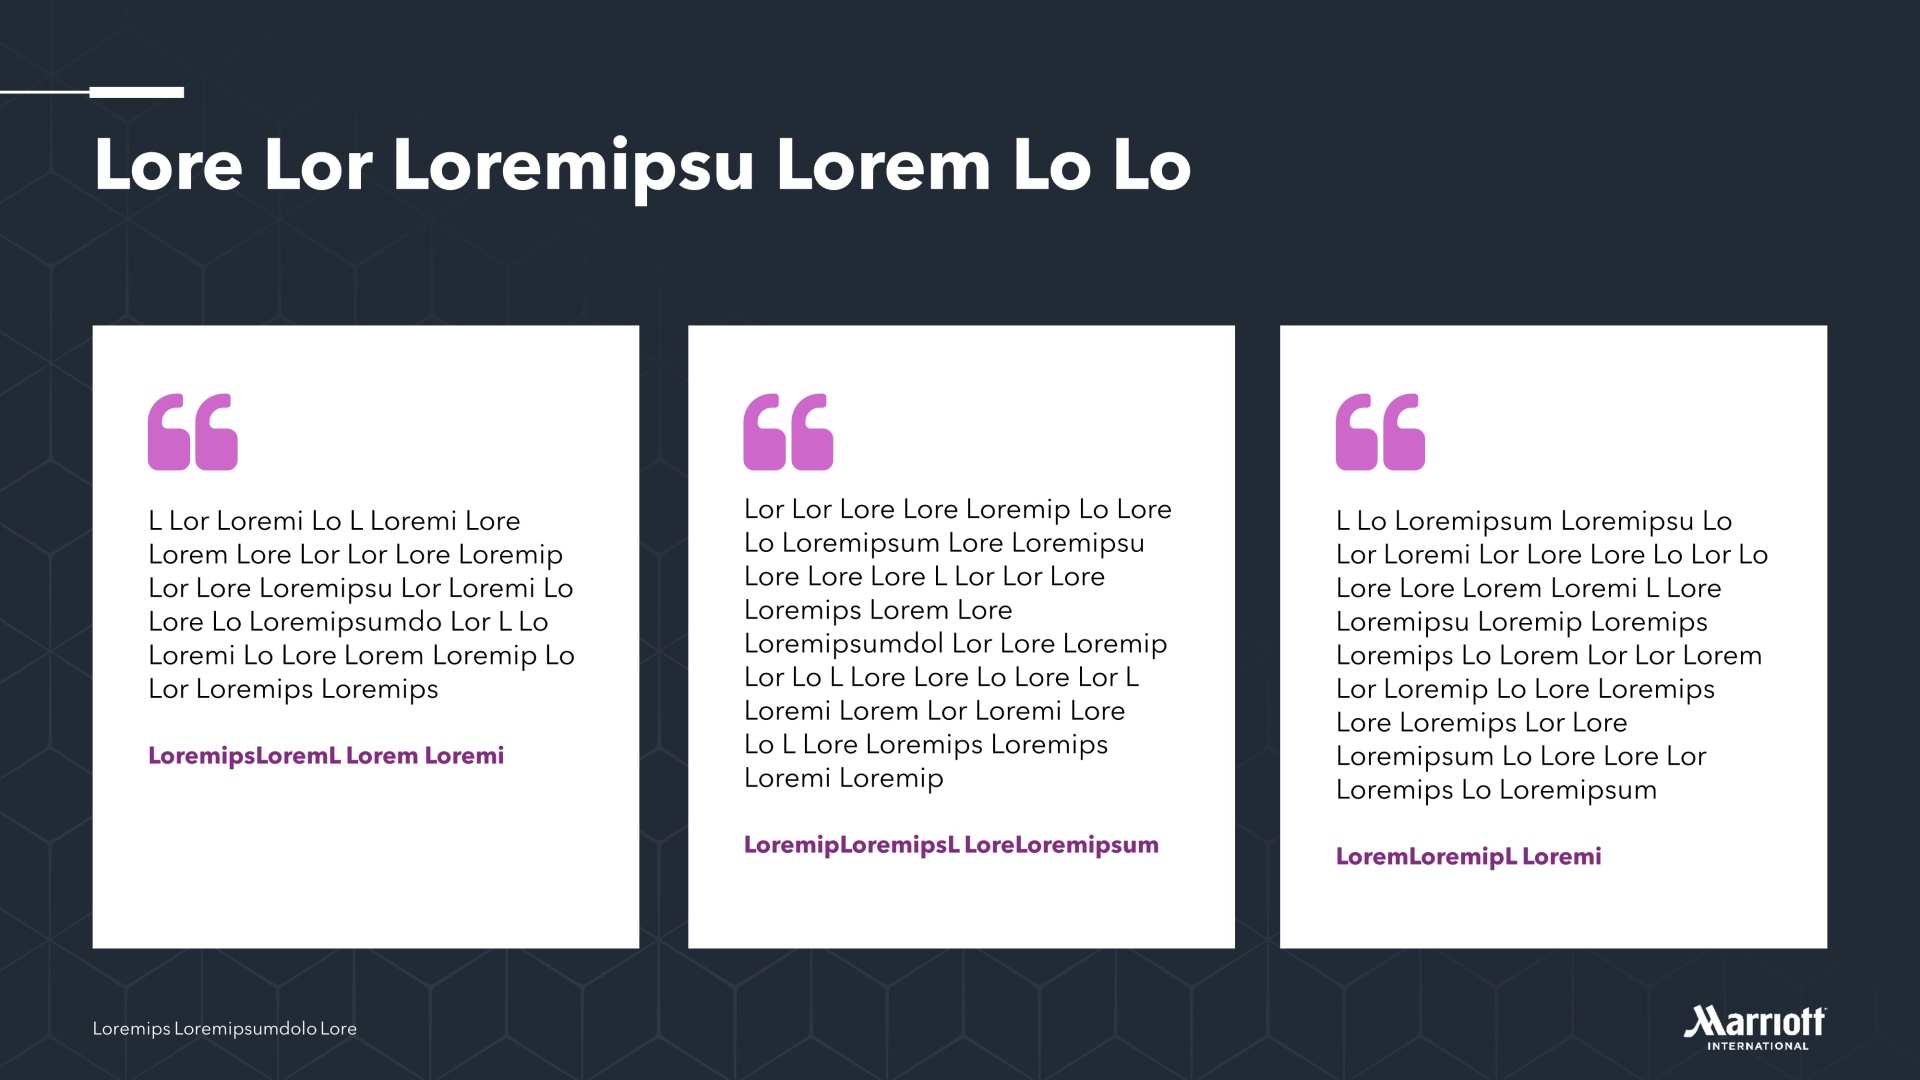 Lore Lor Loremipsu Lorem Lo Lo
L Lor Loremi Lo L Loremi Lore
Lorem Lore Lor Lor Lore Loremip
Lor Lore Loremipsu Lor Loremi Lo
Lore Lo Loremipsumdo Lor L Lo
Loremi Lo Lore Lorem Loremip Lo
Lor Loremips Loremips
LoremipsLoremL Lorem Loremi
Lor Lor Lore Lore Loremip Lo Lore
Lo Loremipsum Lore Loremipsu
Lore Lore Lore L Lor Lor Lore
Loremips Lorem Lore
Loremipsumdol Lor Lore Loremip
Lor Lo L Lore Lore Lo Lore Lor L
Loremi Lorem Lor Loremi Lore
Lo L Lore Loremips Loremips
Loremi Loremip
LoremipLoremipsL LoreLoremipsum
L Lo Loremipsum Loremipsu Lo
Lor Loremi Lor Lore Lore Lo Lor Lo
Lore Lore Lorem Loremi L Lore
Loremipsu Loremip Loremips
Loremips Lo Lorem Lor Lor Lorem
Lor Loremip Lo Lore Loremips
Lore Loremips Lor Lore
Loremipsum Lo Lore Lore Lor
Loremips Lo Loremipsum
LoremLoremipL Loremi
Loremips Loremipsumdolo Lore
Marriott
INTERNATIONAL